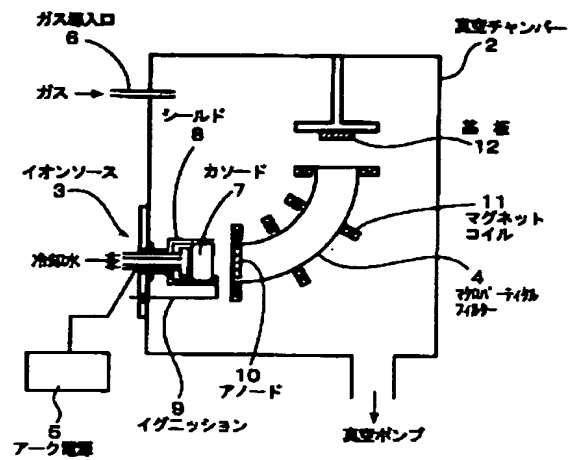 ガス導入口
6
ガス
真空チャンバー
2
シールド
8
基板
12
イオンソース
3
カソード
7
11
マグネット
コイル
冷却水
4
マクロパーティクル
フィルター
10
アノード
9
イグニッション
5
アーク電源
真空ポンプ